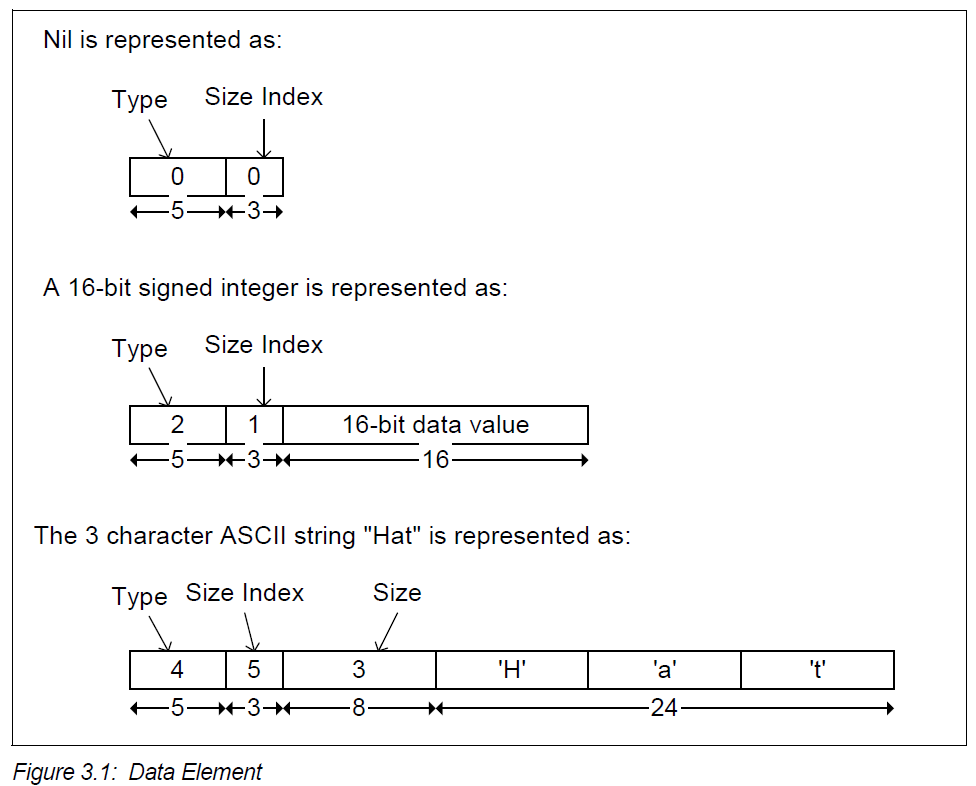 Nil is represented as:
Type Size Index
0 0
5 3
A 16-bit signed integer is represented as:
Type Size Index
2 1 16-bit data value
5 3 16
The 3 character ASCII string "Hat" is represented as:
Type Size Index Size
4 5 3 'H' 'a' 't'
5 3 8 24
Figure 3.1: Data Element